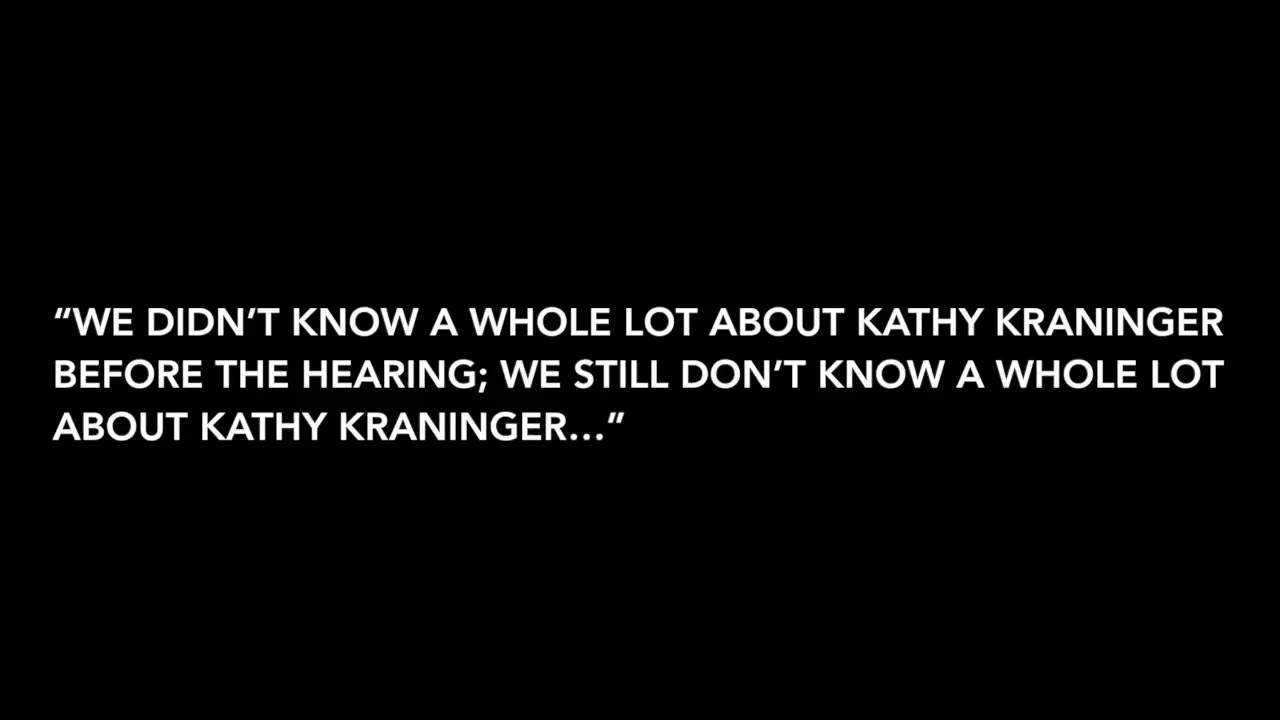 “WE DIDN’T KNOW A WHOLE LOT ABOUT KATHY KRANINGER
BEFORE THE HEARING; WE STILL DON’T KNOW A WHOLE LOT
ABOUT KATHY KRANINGER…”